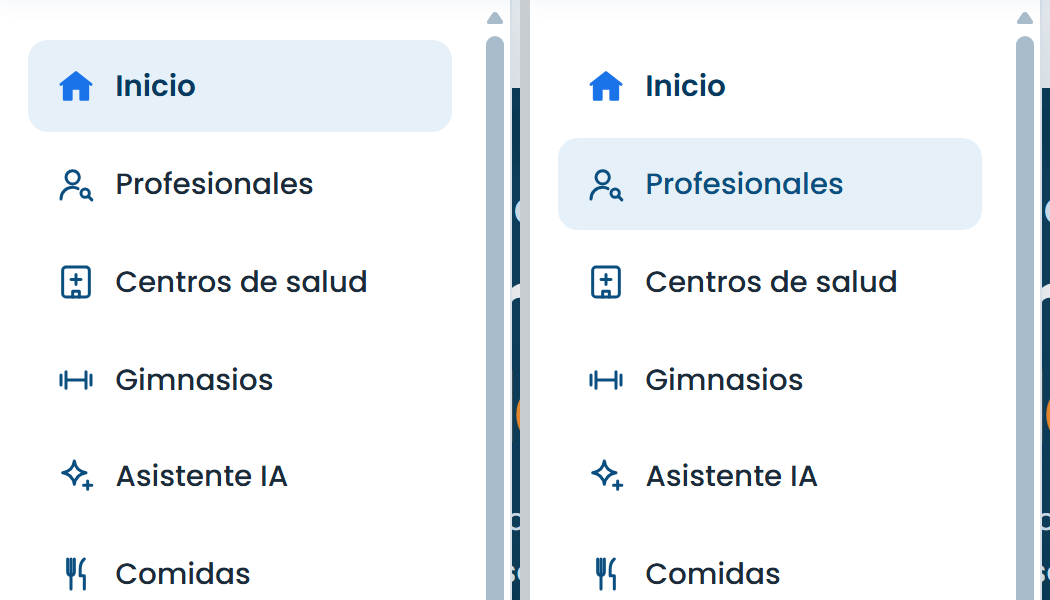 Inicio
Profesionales
Centros de salud
Gimnasios
Asistente IA
Comidas
Inicio
Profesionales
Centros de salud
Gimnasios
Asistente IA
Comidas